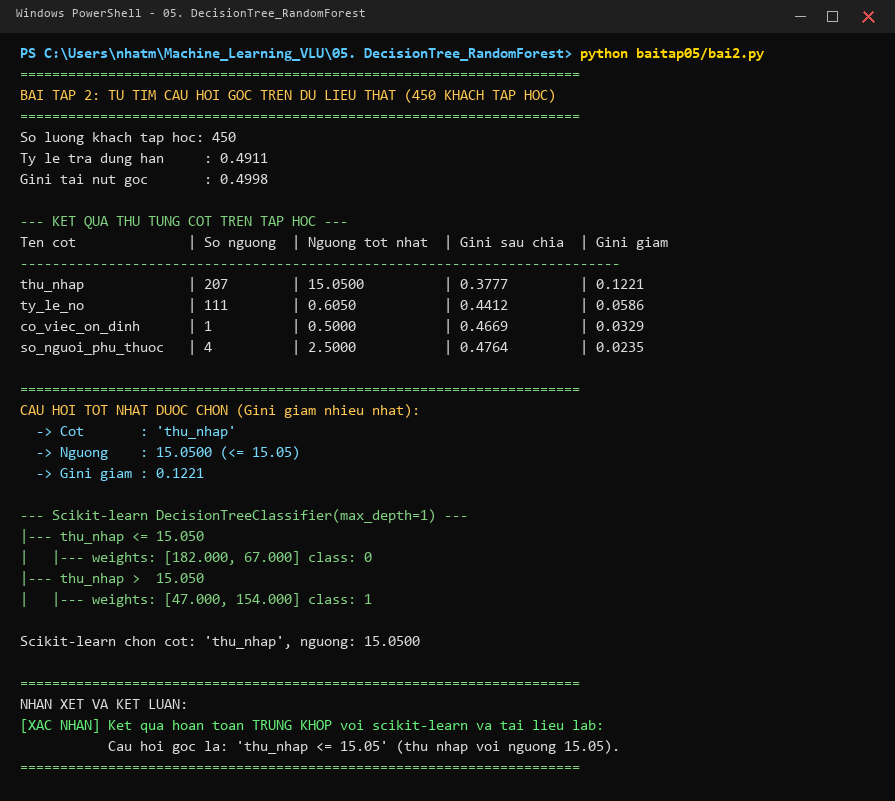 Windows PowerShell - 05. DecisionTree_RandomForest
PS C:\Users\nhatm\Machine_Learning_VLU\05. DecisionTree_RandomForest> python baitap05/bai2.py
======================================================================
BAI TAP 2: TU TIM CAU HOI GOC TREN DU LIEU THAT (450 KHACH TAP HOC)
======================================================================
So luong khach tap hoc: 450
Ty le tra dung han     : 0.4911
Gini tai nut goc       : 0.4998
--- KET QUA THU TUNG COT TREN TAP HOC ---
Ten cot              | So nguong  | Nguong tot nhat  | Gini sau chia  | Gini giam
---------------------------------------------------------------------------
thu_nhap             | 207        | 15.0500          | 0.3777         | 0.1221
ty_le_no             | 111        | 0.6050           | 0.4412         | 0.0586
co_viec_on_dinh      | 1          | 0.5000           | 0.4669         | 0.0329
so_nguoi_phu_thuoc   | 4          | 2.5000           | 0.4764         | 0.0235
======================================================================
CAU HOI TOT NHAT DUOC CHON (Gini giam nhieu nhat):
  -> Cot       : 'thu_nhap'
  -> Nguong    : 15.0500 (<= 15.05)
  -> Gini giam : 0.1221
--- Scikit-learn DecisionTreeClassifier(max_depth=1) ---
|--- thu_nhap <= 15.050
|   |--- weights: [182.000, 67.000] class: 0
|--- thu_nhap >  15.050
|   |--- weights: [47.000, 154.000] class: 1
Scikit-learn chon cot: 'thu_nhap', nguong: 15.0500
======================================================================
NHAN XET VA KET LUAN:
[XAC NHAN] Ket qua hoan toan TRUNG KHOP voi scikit-learn va tai lieu lab:
           Cau hoi goc la: 'thu_nhap <= 15.05' (thu nhap voi nguong 15.05).
======================================================================